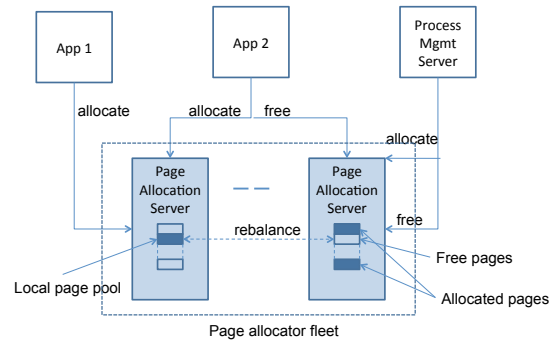 App 1
App 2
Process
Mgmt
Server
allocate
allocate
free
allocate
Page
Allocation
Server
Page
Allocation
Server
free
rebalance
Free pages
Local page pool
Allocated pages
Page allocator fleet